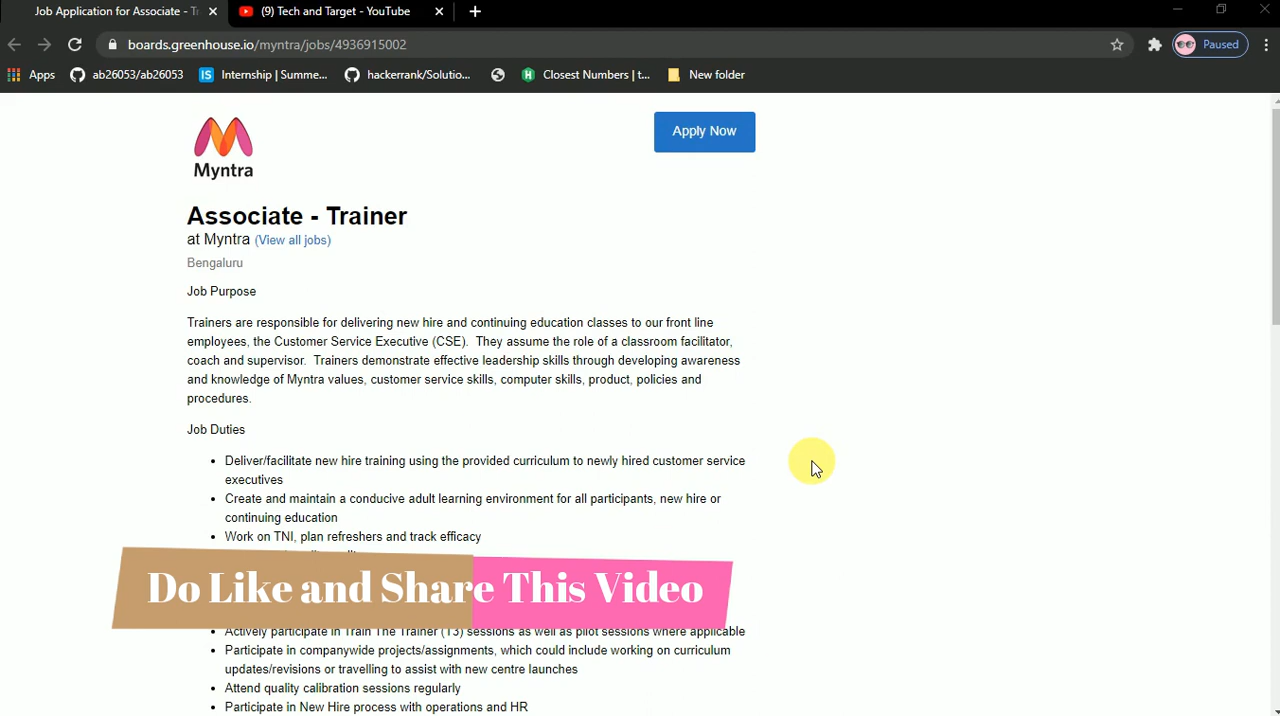 Job Application for Associate - Tr
(9) Tech and Target - YouTube
boards.greenhouse.io/myntra/jobs/4936915002
Paused
Apps
ab26053/ab26053
Internship | Summe...
hackerrank/Solutio...
Closest Numbers | t...
New folder
Myntra
Apply Now
Associate - Trainer
at Myntra (View all jobs)
Bengaluru
Job Purpose
Trainers are responsible for delivering new hire and continuing education classes to our front line
employees, the Customer Service Executive (CSE). They assume the role of a classroom facilitator,
coach and supervisor. Trainers demonstrate effective leadership skills through developing awareness
and knowledge of Myntra values, customer service skills, computer skills, product, policies and
procedures.
Job Duties
Deliver/facilitate new hire training using the provided curriculum to newly hired customer service
executives
Create and maintain a conducive adult learning environment for all participants, new hire or
continuing education
Work on TNI, plan refreshers and track efficacy
Do Like and Share This Video
Actively participate in Train The Trainer (T3) sessions as well as pilot sessions where applicable
Participate in companywide projects/assignments, which could include working on curriculum
updates/revisions or travelling to assist with new centre launches
Attend quality calibration sessions regularly
Participate in New Hire process with operations and HR